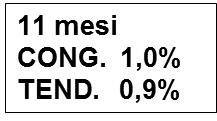 11 mesi
CONG. 1,0%
TEND. 0,9%